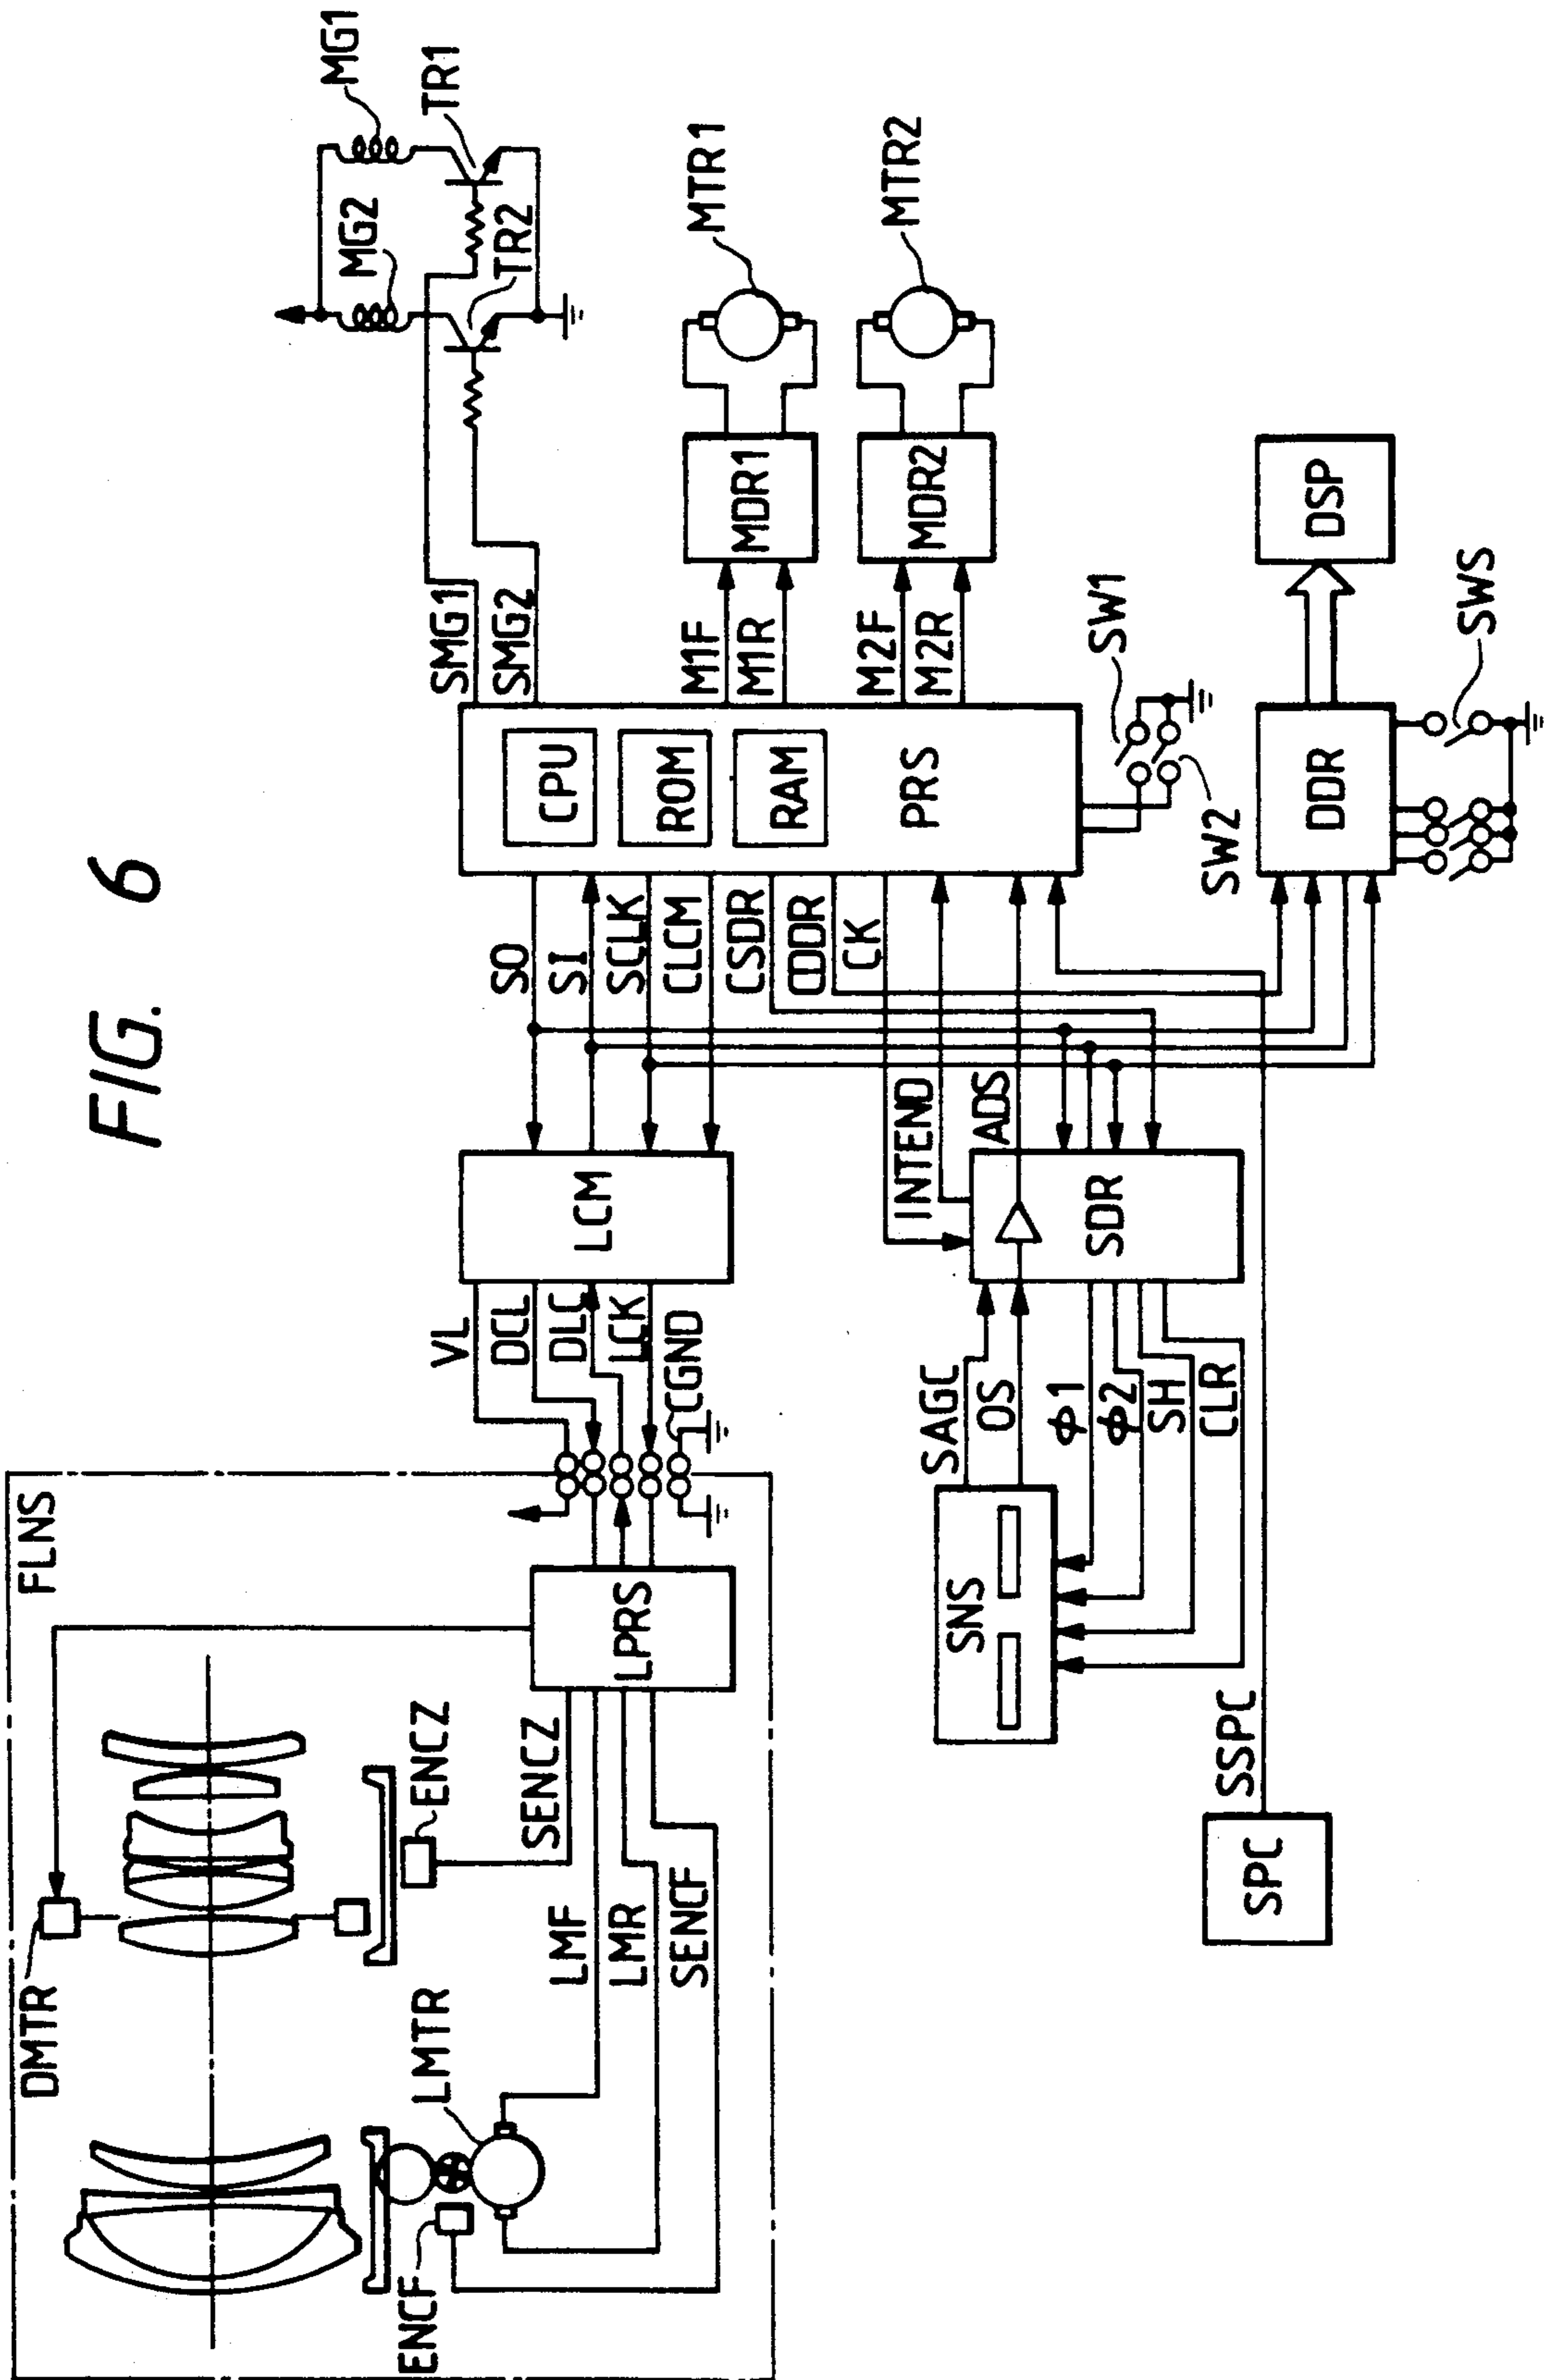 FIG. 6
FLNS
DMTR
ENCF
LMTR
ENCZ
SENCZ
LMF
LMR
SENCF
LPRS
VL
DCL
DLC
LCK
CGND
LCM
SO
SI
SCLK
CLCM
CSDR
CDDR
CK
CPU
ROM
RAM
PRS
SMG1
SMG2
MG1
TR1
MG2
TR2
M1F
M1R
M2F
M2R
MDR1
MDR2
MTR1
MTR2
SW1
SW2
INTEND
ADS
SDR
SAGC
OS
ϕ1
ϕ2
SH
CLR
SNS
SPC
SSPC
DDR
DSP
SWS